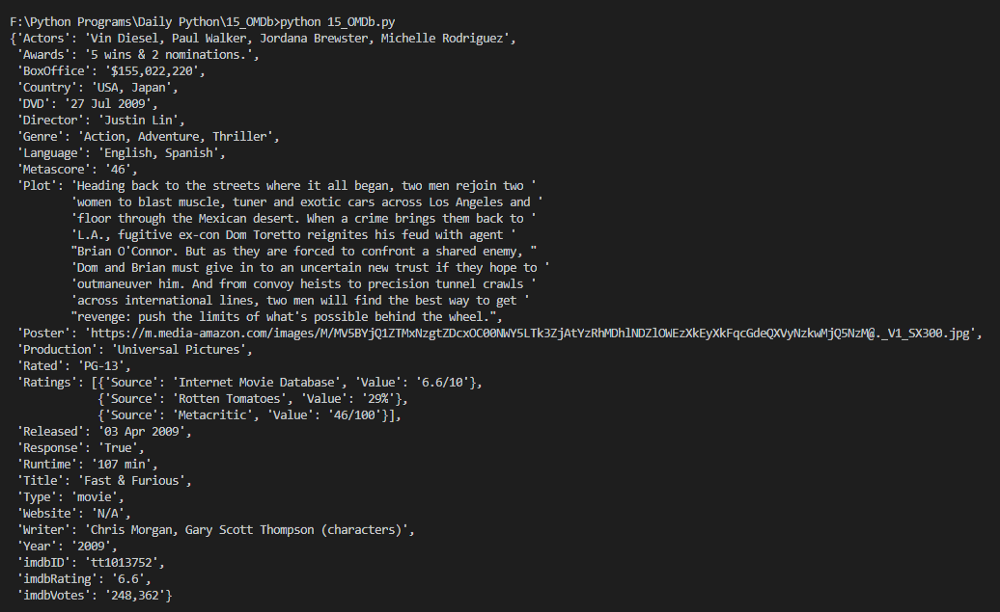 F:\Python Programs\Daily Python\15_OMDb>python 15_OMDb.py
{'Actors': 'Vin Diesel, Paul Walker, Jordana Brewster, Michelle Rodriguez',
 'Awards': '5 wins & 2 nominations.',
 'BoxOffice': '$155,022,220',
 'Country': 'USA, Japan',
 'DVD': '27 Jul 2009',
 'Director': 'Justin Lin',
 'Genre': 'Action, Adventure, Thriller',
 'Language': 'English, Spanish',
 'Metascore': '46',
 'Plot': 'Heading back to the streets where it all began, two men rejoin two '
         'women to blast muscle, tuner and exotic cars across Los Angeles and '
         'floor through the Mexican desert. When a crime brings them back to '
         'L.A., fugitive ex-con Dom Toretto reignites his feud with agent '
         "Brian O'Connor. But as they are forced to confront a shared enemy, "
         'Dom and Brian must give in to an uncertain new trust if they hope to '
         'outmaneuver him. And from convoy heists to precision tunnel crawls '
         'across international lines, two men will find the best way to get '
         "revenge: push the limits of what's possible behind the wheel.",
 'Poster': 'https://m.media-amazon.com/images/M/MV5BYjQ1ZTMxNzgtZDcxOC00NWY5LTk3ZjAtYzRhMDhlNDZlOWEzXkEyXkFqcGdeQXVyNzkwMjQ5NzM@._V1_SX300.jpg',
 'Production': 'Universal Pictures',
 'Rated': 'PG-13',
 'Ratings': [{'Source': 'Internet Movie Database', 'Value': '6.6/10'},
             {'Source': 'Rotten Tomatoes', 'Value': '29%'},
             {'Source': 'Metacritic', 'Value': '46/100'}],
 'Released': '03 Apr 2009',
 'Response': 'True',
 'Runtime': '107 min',
 'Title': 'Fast & Furious',
 'Type': 'movie',
 'Website': 'N/A',
 'Writer': 'Chris Morgan, Gary Scott Thompson (characters)',
 'Year': '2009',
 'imdbID': 'tt1013752',
 'imdbRating': '6.6',
 'imdbVotes': '248,362'}